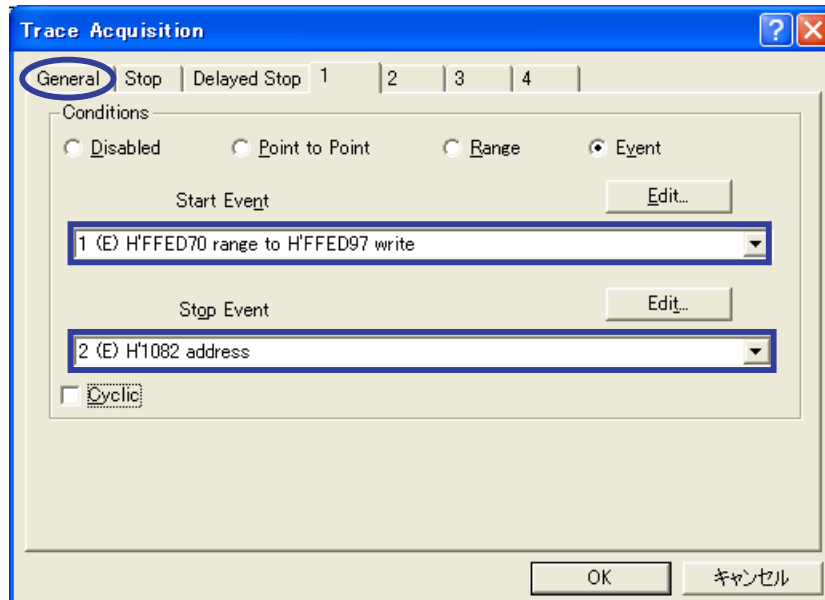 Trace Acquisition
General Stop Delayed Stop 1 2 3 4
Conditions
Disabled Point to Point Range Event
Start Event Edit...
1 (E) H'FFED70 range to H'FFED97 write
Stop Event Edit...
2 (E) H'1082 address
Cyclic
OK キャンセル